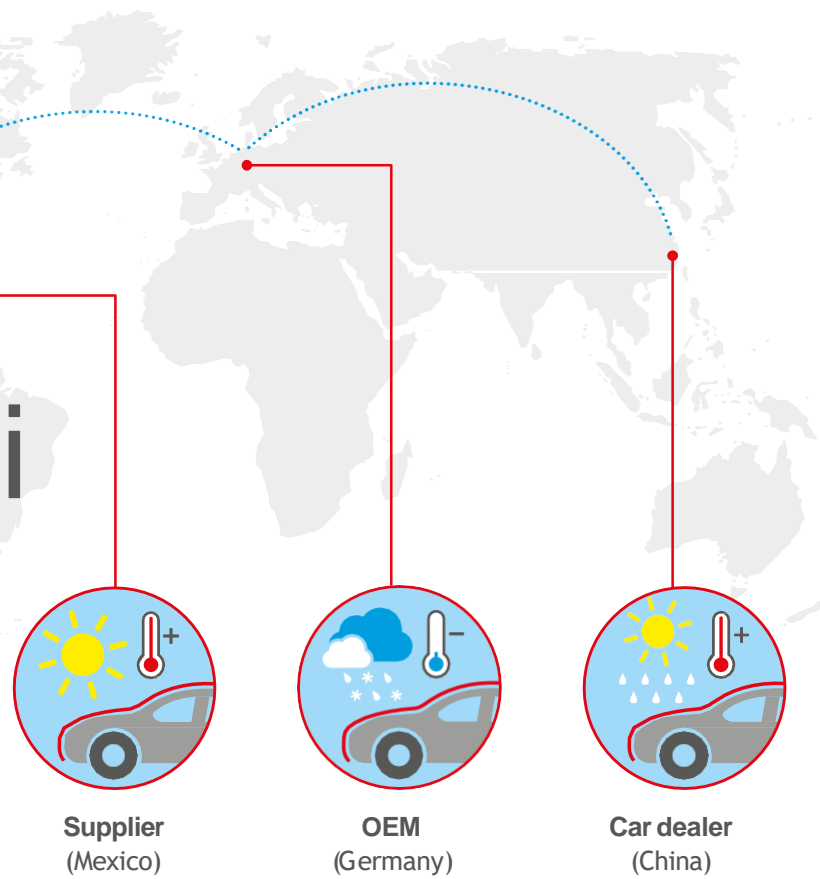 i
Supplier
(Mexico)
OEM
(Germany)
Car dealer
(China)